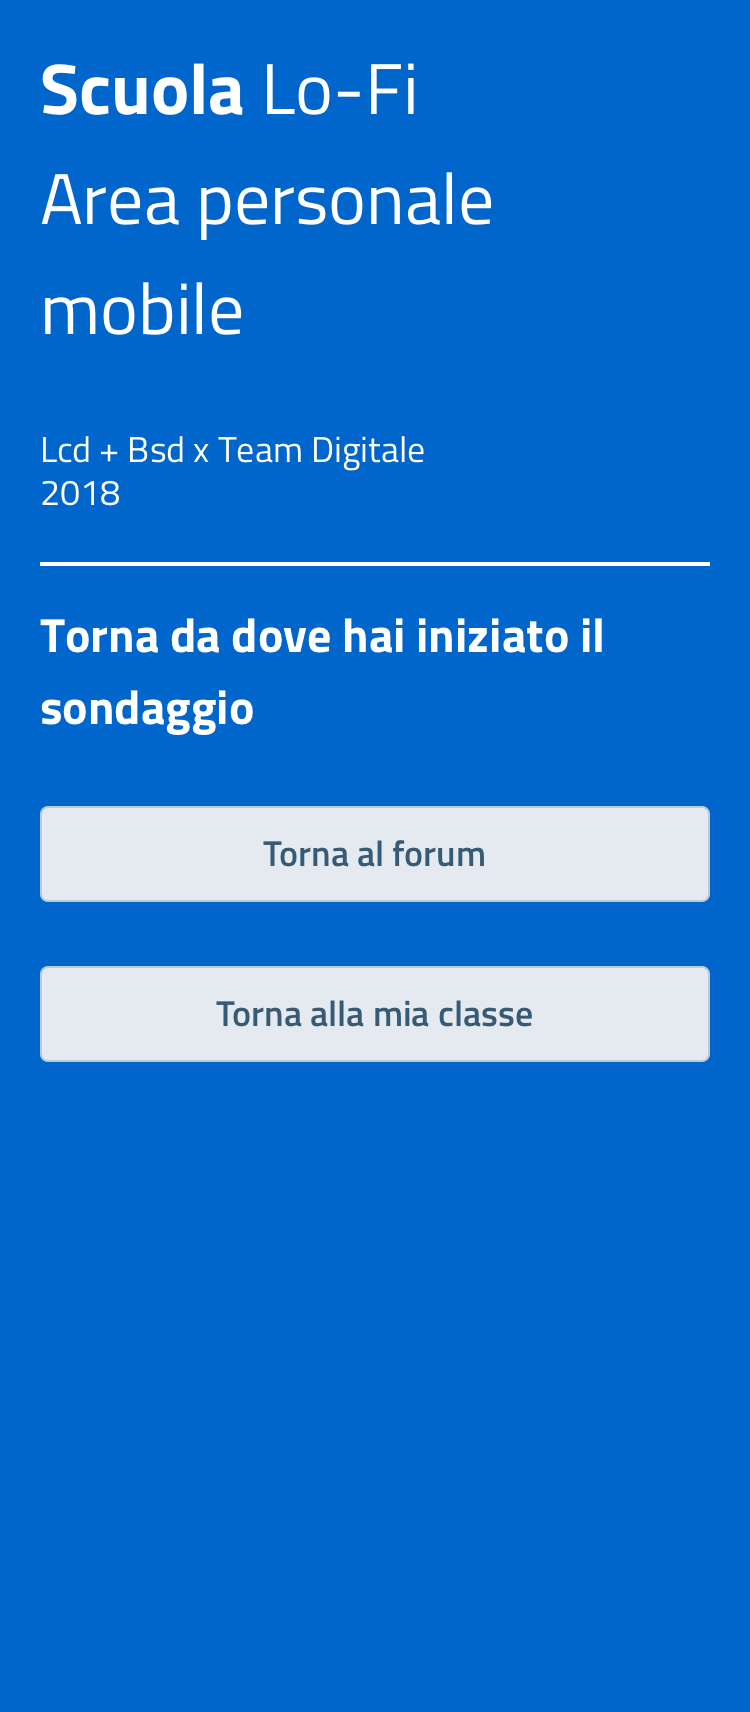 Scuola Lo-Fi
Area personale
mobile
Lcd + Bsd x Team Digitale
2018
Torna da dove hai iniziato il
sondaggio
Torna al forum
Torna alla mia classe